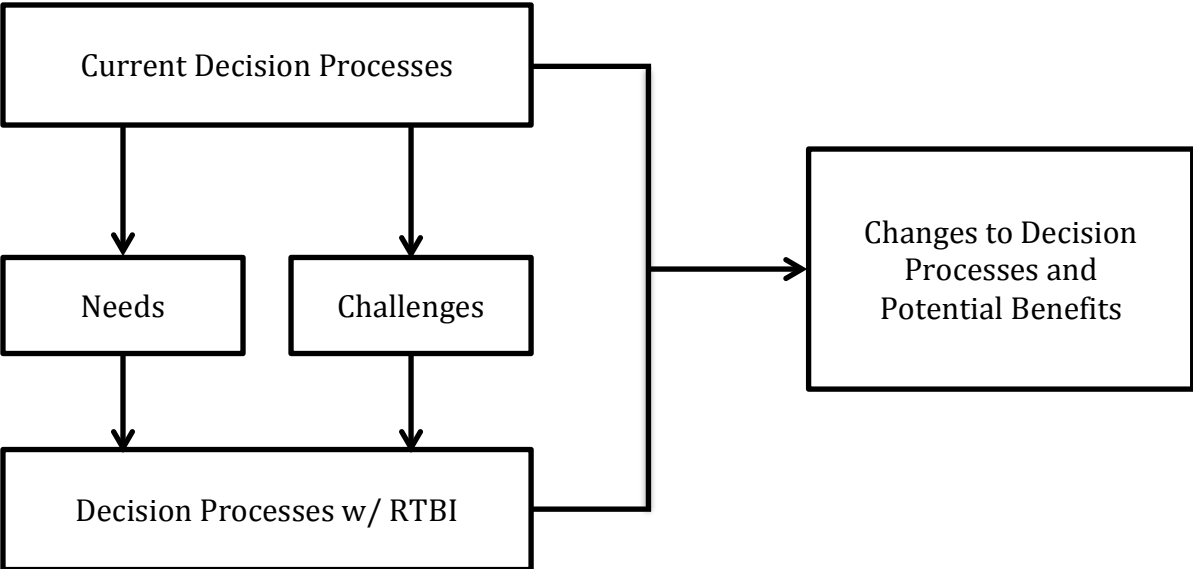 Current Decision Processes
Needs
Challenges
Decision Processes w/ RTBI
Changes to Decision
Processes and
Potential Benefits